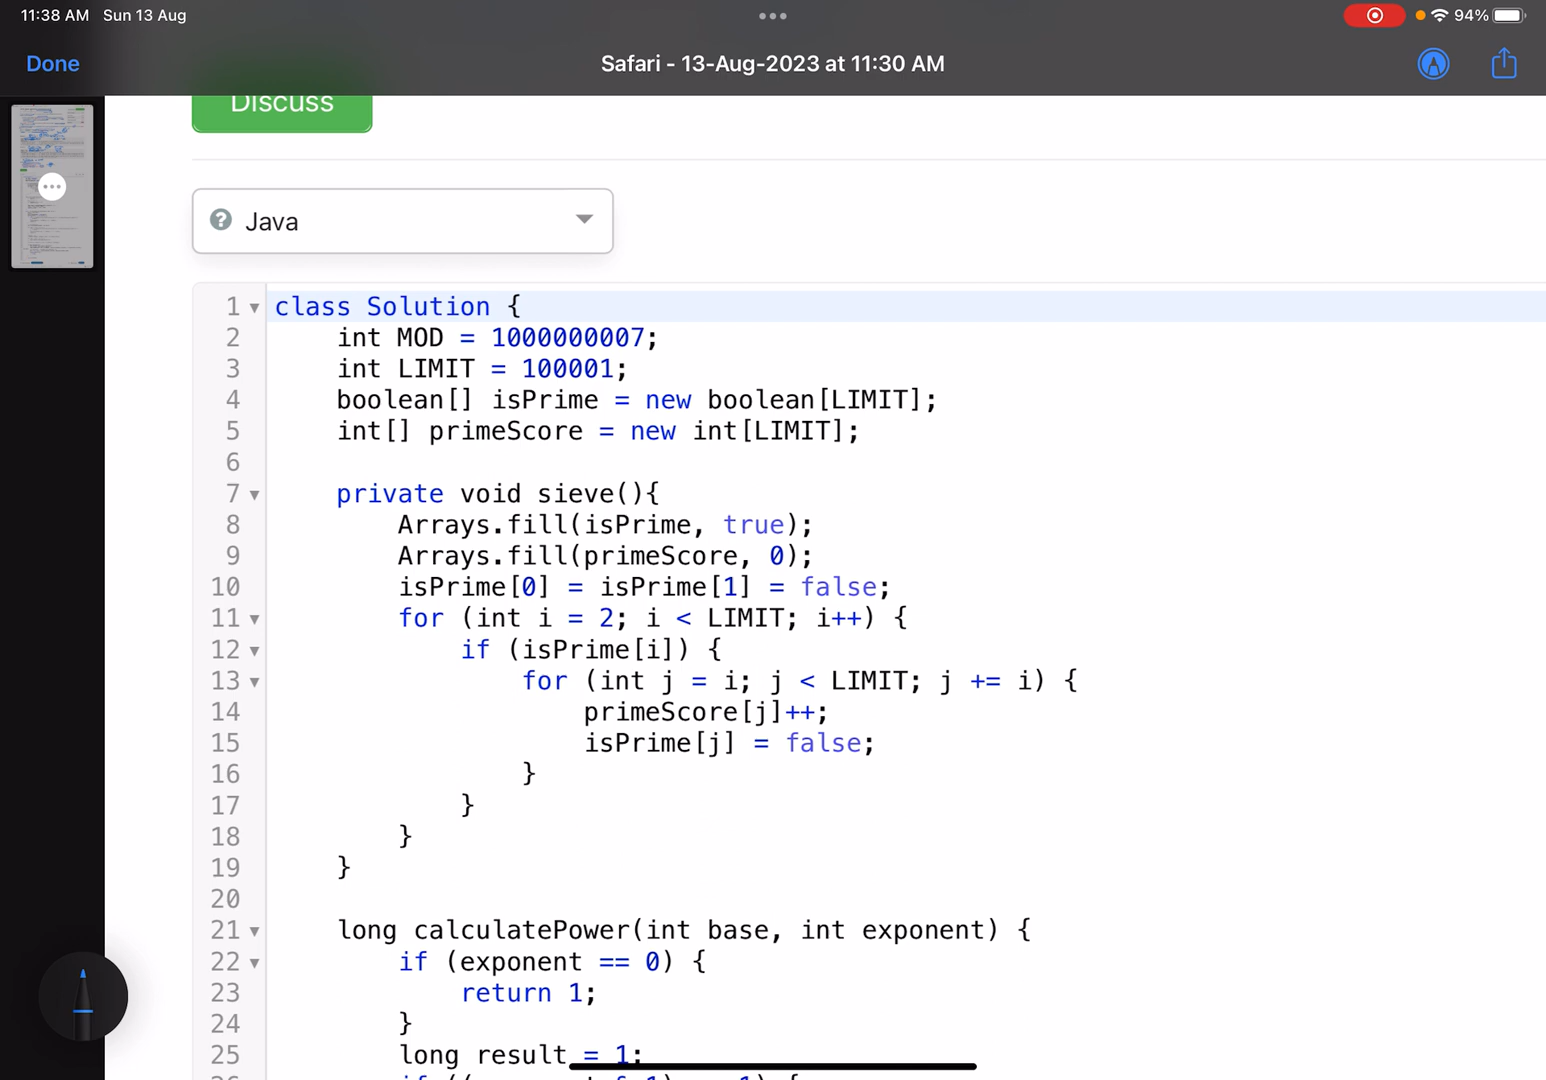 11:38 AM Sun 13 Aug
94%
Done
Safari - 13-Aug-2023 at 11:30 AM
Discuss
? Java
1 class Solution {
2 int MOD = 1000000007;
3 int LIMIT = 100001;
4 boolean[] isPrime = new boolean[LIMIT];
5 int[] primeScore = new int[LIMIT];
6
7 private void sieve(){
8 Arrays.fill(isPrime, true);
9 Arrays.fill(primeScore, 0);
10 isPrime[0] = isPrime[1] = false;
11 for (int i = 2; i < LIMIT; i++) {
12 if (isPrime[i]) {
13 for (int j = i; j < LIMIT; j += i) {
14 primeScore[j]++;
15 isPrime[j] = false;
16 }
17 }
18 }
19 }
20
21 long calculatePower(int base, int exponent) {
22 if (exponent == 0) {
23 return 1;
24 }
25 long result = 1;